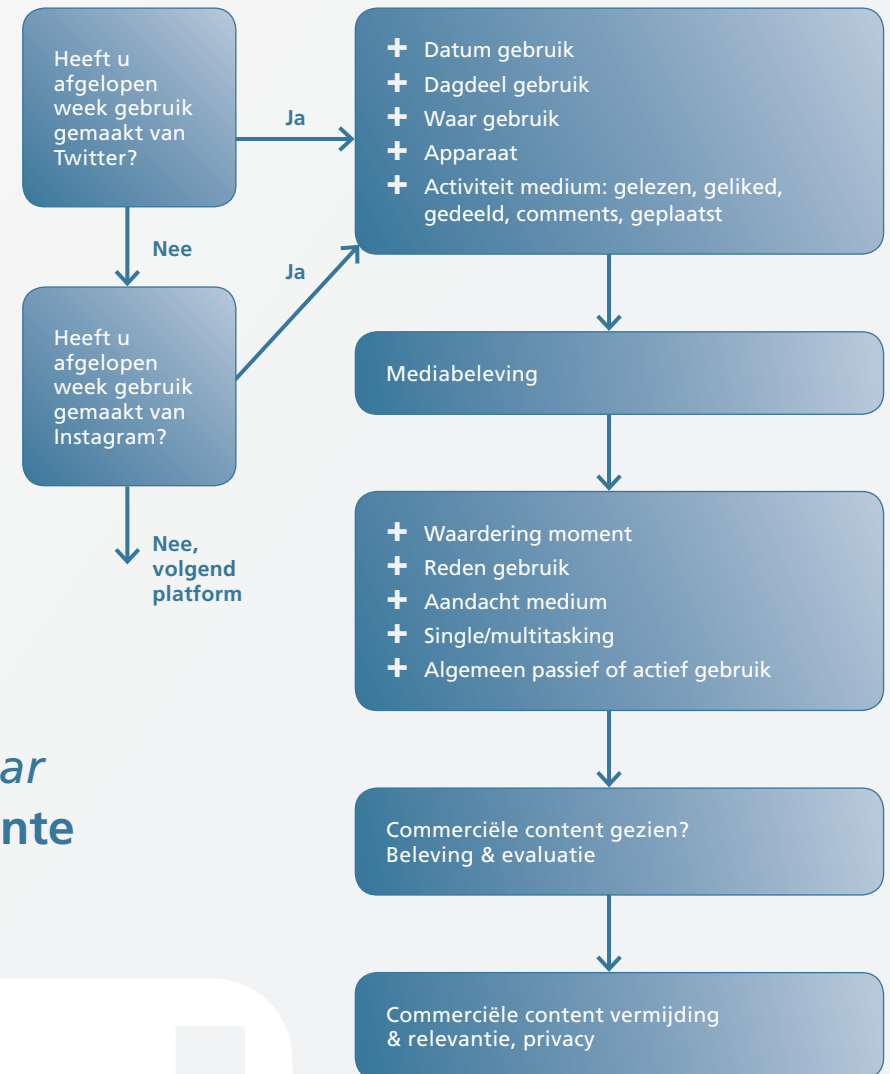 Heeft u
afgelopen
week gebruik
gemaakt van
Twitter?
Ja
Nee
Heeft u
afgelopen
week gebruik
gemaakt van
Instagram?
Ja
Nee,
volgend
platform
+ Datum gebruik
+ Dagdeel gebruik
+ Waar gebruik
+ Apparaat
+ Activiteit medium: gelezen, geliked,
gedeeld, comments, geplaatst
Mediabeleving
+ Waardering moment
+ Reden gebruik
+ Aandacht medium
+ Single/multitasking
+ Algemeen passief of actief gebruik
Commerciële content gezien?
Beleving & evaluatie
Commerciële content vermijding
& relevantie, privacy
ar
nte